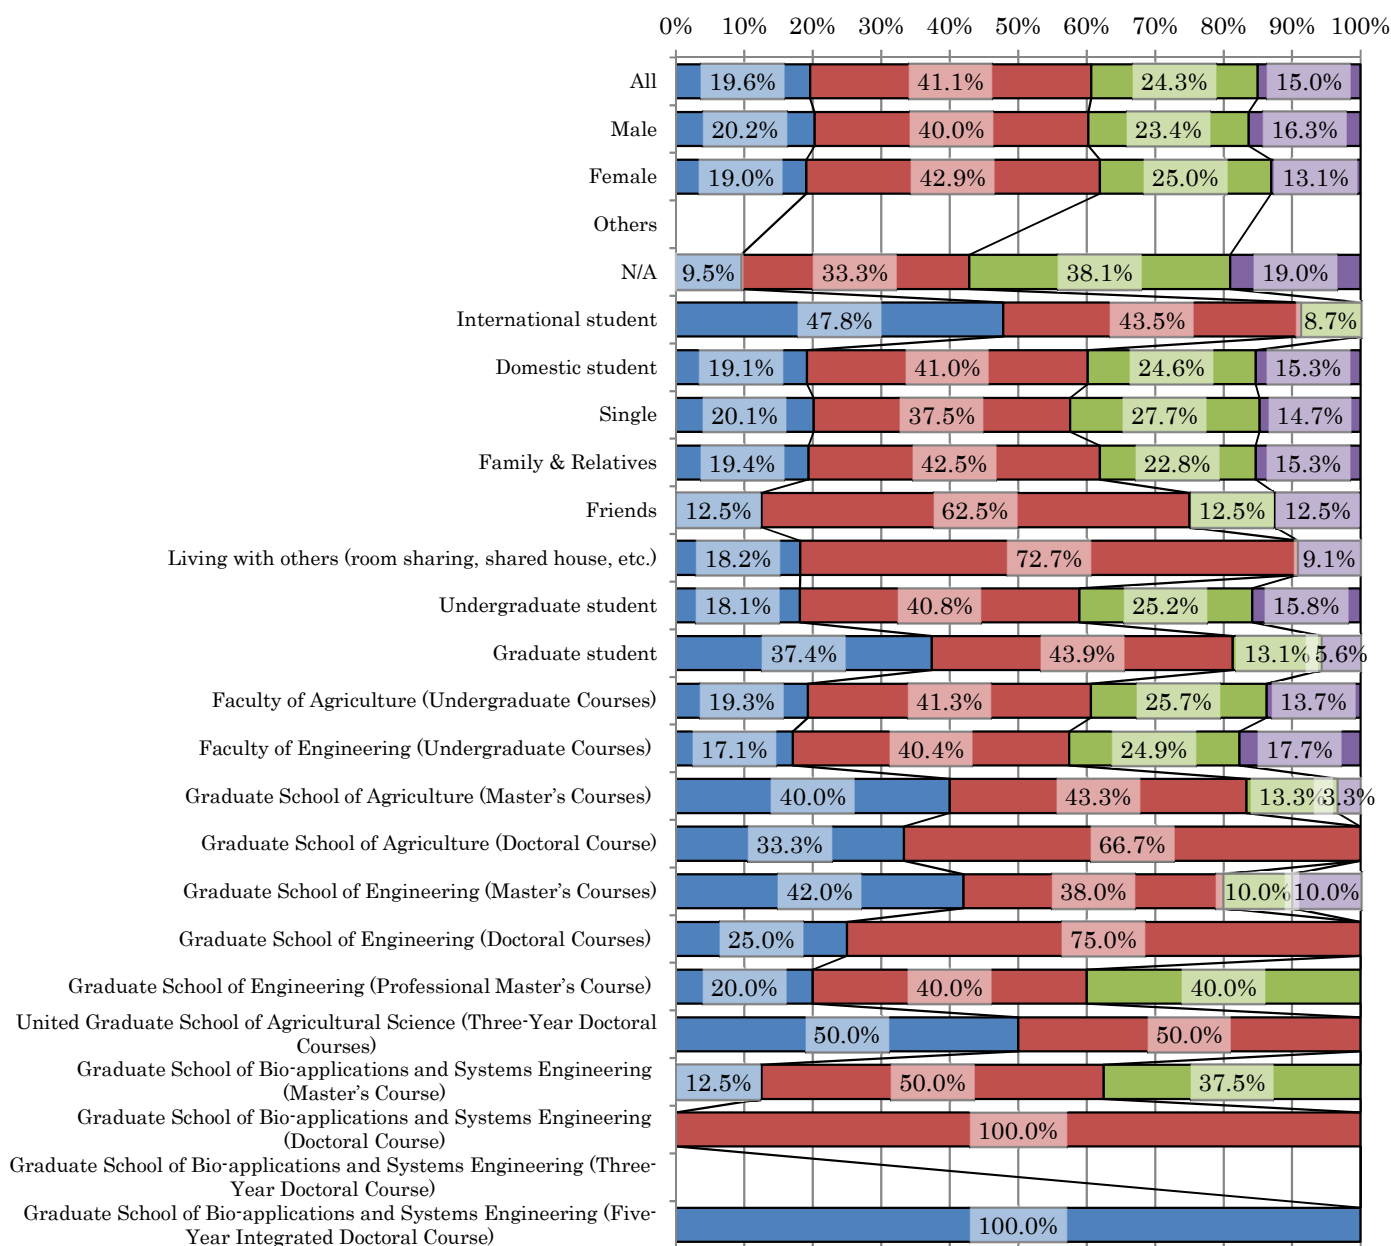 0% 10% 20% 30% 40% 50% 60% 70% 80% 90% 100%
All 19.6% 41.1% 24.3% 15.0%
Male 20.2% 40.0% 23.4% 16.3%
Female 19.0% 42.9% 25.0% 13.1%
Others
N/A 9.5% 33.3% 38.1% 19.0%
International student 47.8% 43.5% 8.7%
Domestic student 19.1% 41.0% 24.6% 15.3%
Single 20.1% 37.5% 27.7% 14.7%
Family & Relatives 19.4% 42.5% 22.8% 15.3%
Friends 12.5% 62.5% 12.5% 12.5%
Living with others (room sharing, shared house, etc.) 18.2% 72.7% 9.1%
Undergraduate student 18.1% 40.8% 25.2% 15.8%
Graduate student 37.4% 43.9% 13.1% 5.6%
Faculty of Agriculture (Undergraduate Courses) 19.3% 41.3% 25.7% 13.7%
Faculty of Engineering (Undergraduate Courses) 17.1% 40.4% 24.9% 17.7%
Graduate School of Agriculture (Master's Courses) 40.0% 43.3% 13.3% 3.3%
Graduate School of Agriculture (Doctoral Course) 33.3% 66.7%
Graduate School of Engineering (Master's Courses) 42.0% 38.0% 10.0% 10.0%
Graduate School of Engineering (Doctoral Courses) 25.0% 75.0%
Graduate School of Engineering (Professional Master's Course) 20.0% 40.0% 40.0%
United Graduate School of Agricultural Science (Three-Year Doctoral
Courses) 50.0% 50.0%
Graduate School of Bio-applications and Systems Engineering
(Master's Course) 12.5% 50.0% 37.5%
Graduate School of Bio-applications and Systems Engineering
(Doctoral Course) 100.0%
Graduate School of Bio-applications and Systems Engineering (Three-
Year Doctoral Course)
Graduate School of Bio-applications and Systems Engineering (Five-
Year Integrated Doctoral Course) 100.0%